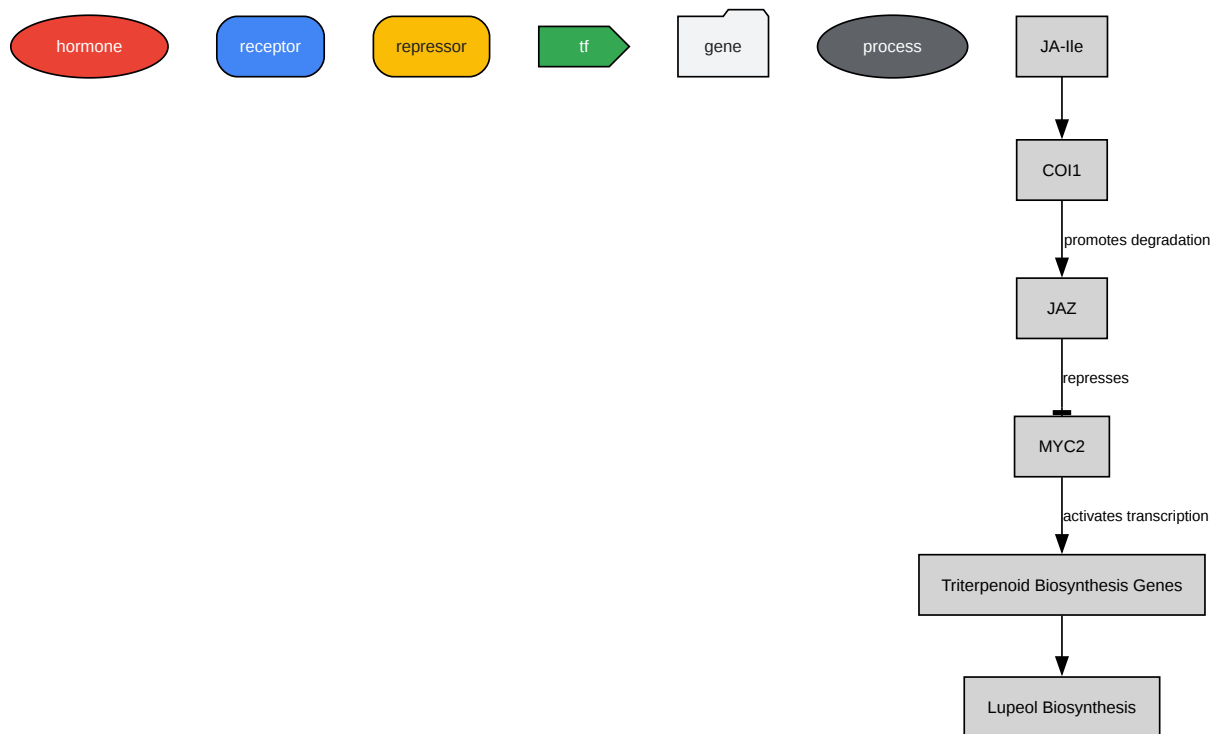 hormone
receptor
repressor
tf
gene
process
JA-Ile
COI1
promotes degradation
JAZ
represses
MYC2
activates transcription
Triterpenoid Biosynthesis Genes
Lupeol Biosynthesis